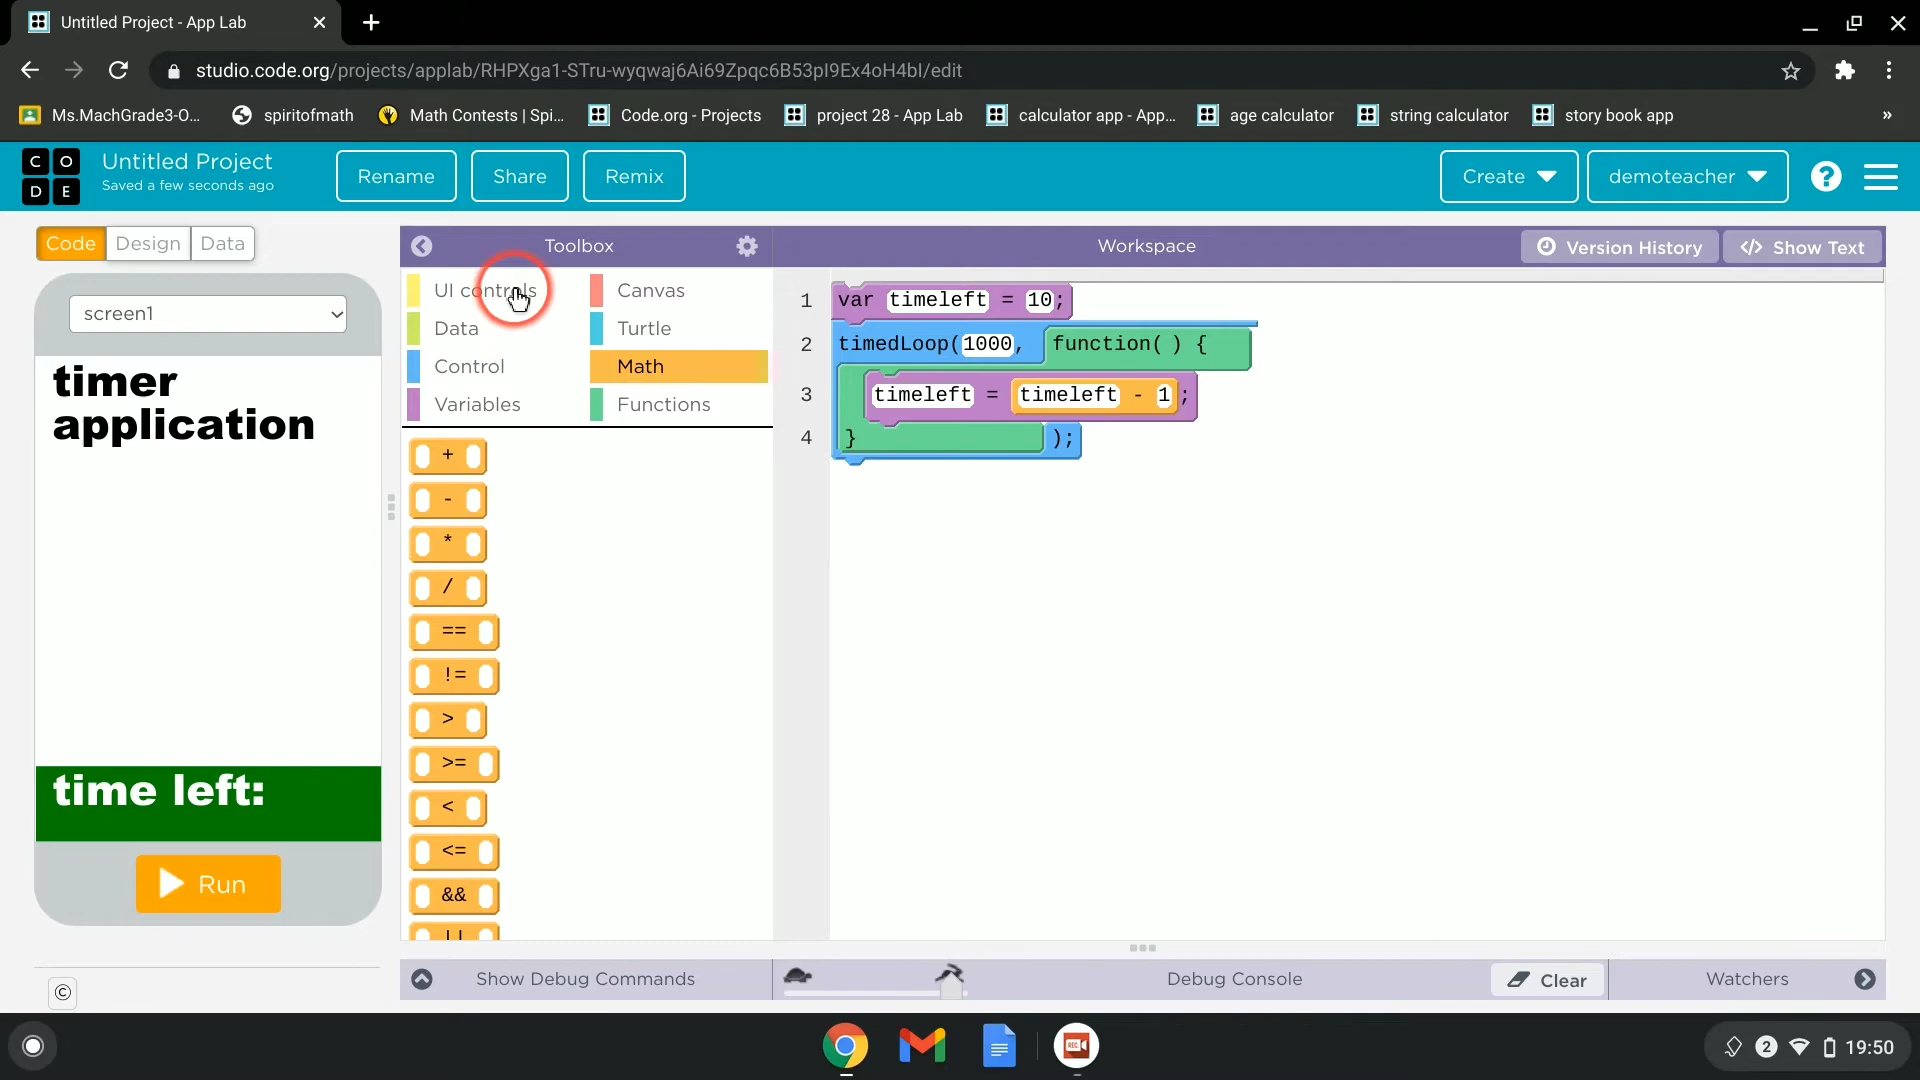 Untitled Project - App Lab
studio.code.org/projects/applab/RHPXga1-STru-wyqwaj6Ai69Zpqc6B53pI9Ex4oH4bI/edit
Ms.MachGrade3-O...
spiritofmath
Math Contests | Spi...
Code.org - Projects
project 28 - App Lab
calculator app - App...
age calculator
string calculator
story book app
»
C O
D E
Untitled Project
Saved a few seconds ago
Rename
Share
Remix
Create
demoteacher
?
Code
Design
Data
Toolbox
Workspace
Version History
</> Show Text
screen1
timer
application
time left:
Run
©
UI controls
Canvas
Data
Turtle
Control
Math
Variables
Functions
+
-
*
/
==
!=
>
>=
<
<=
&&
||
1 var timeleft = 10;
2 timedLoop(1000, function( ) {
3 timeleft = timeleft - 1;
4 } );
Show Debug Commands
Debug Console
Clear
Watchers
REC
2
19:50